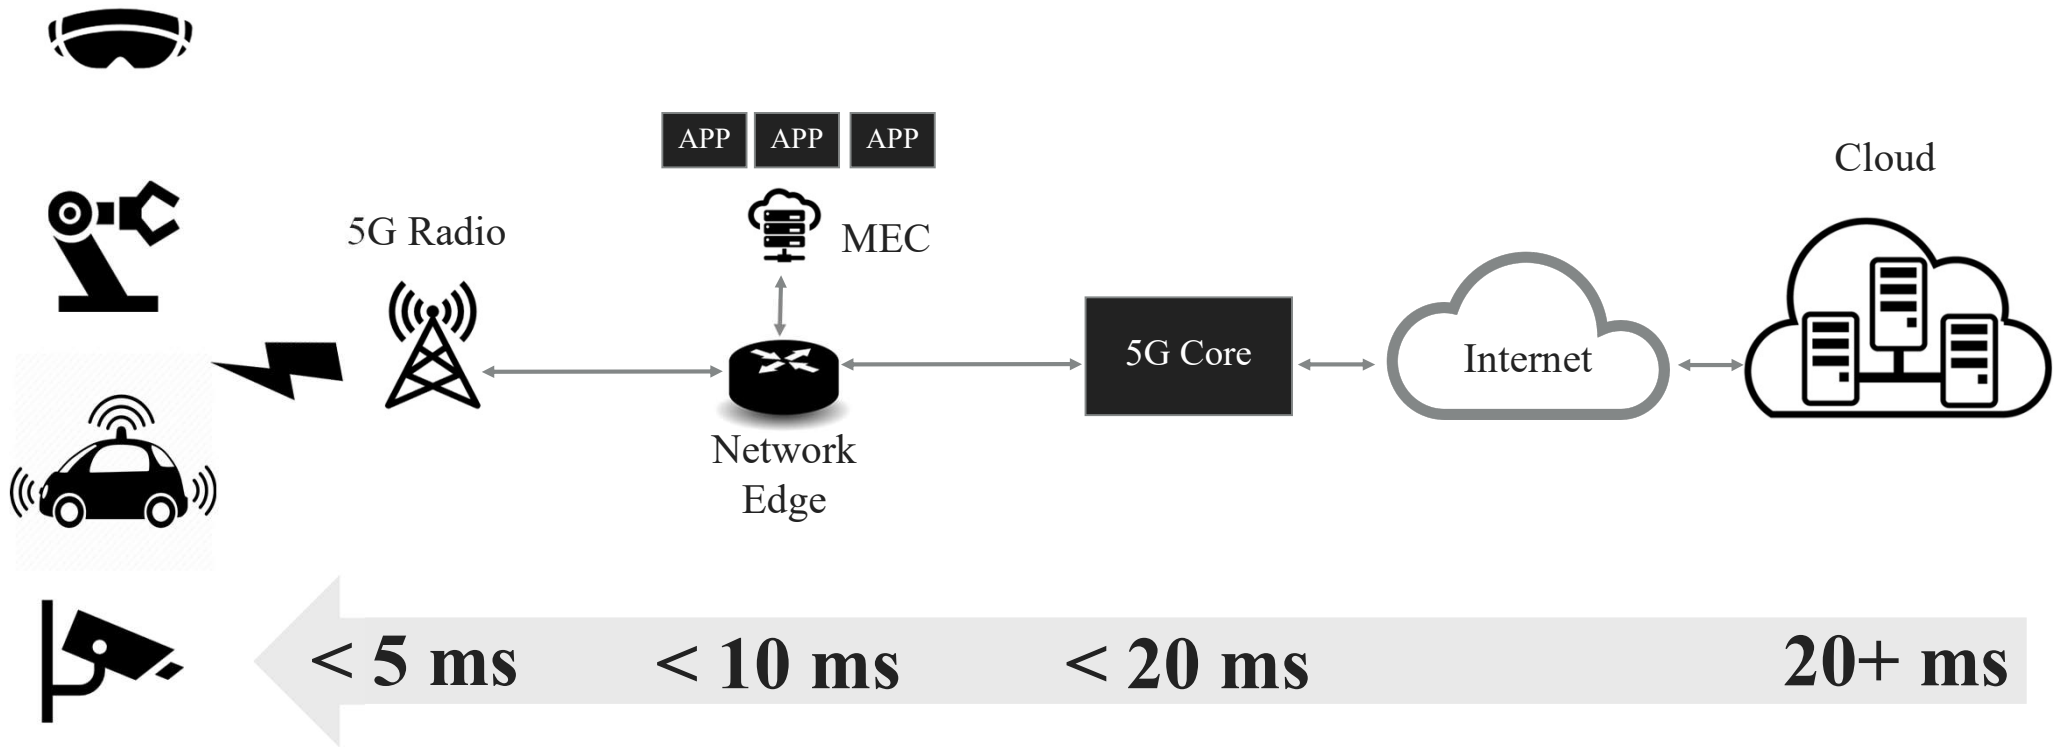 APP APP APP
Cloud
5G Radio
MEC
5G Core
Internet
Network
Edge
< 5 ms
< 10 ms
< 20 ms
20+ ms